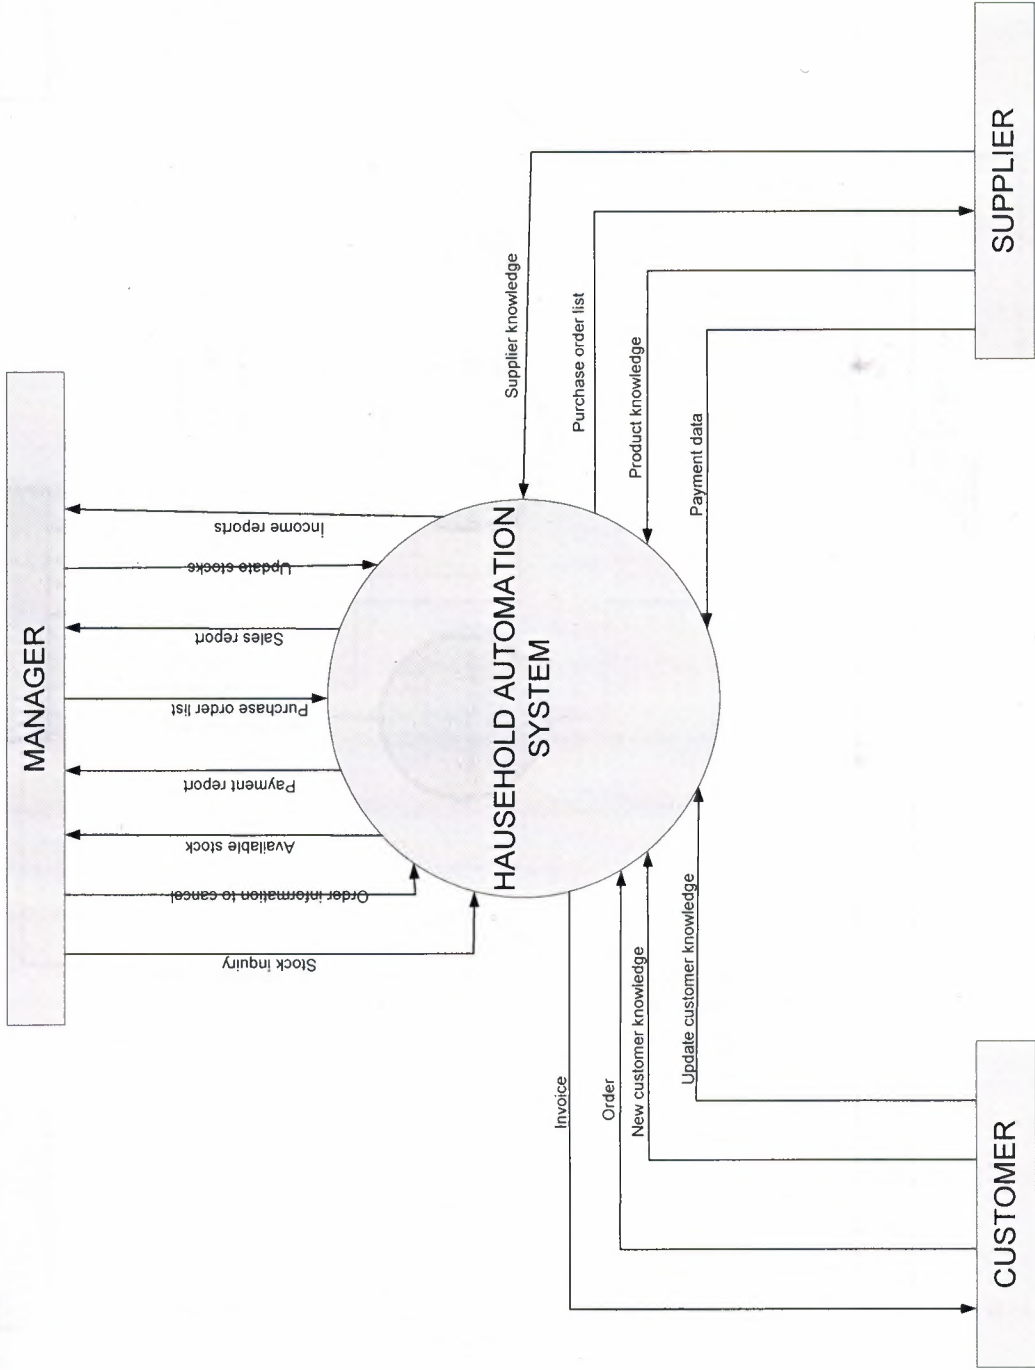 MANAGER
Income reports
Update stocks
Sales report
Purchase order list
Payment report
Available stock
Order information to cancel
Stock inquiry
HAUSEHOLD AUTOMATION
SYSTEM
Supplier knowledge
Purchase order list
Product knowledge
Payment data
Invoice
Order
New customer knowledge
Update customer knowledge
CUSTOMER
SUPPLIER